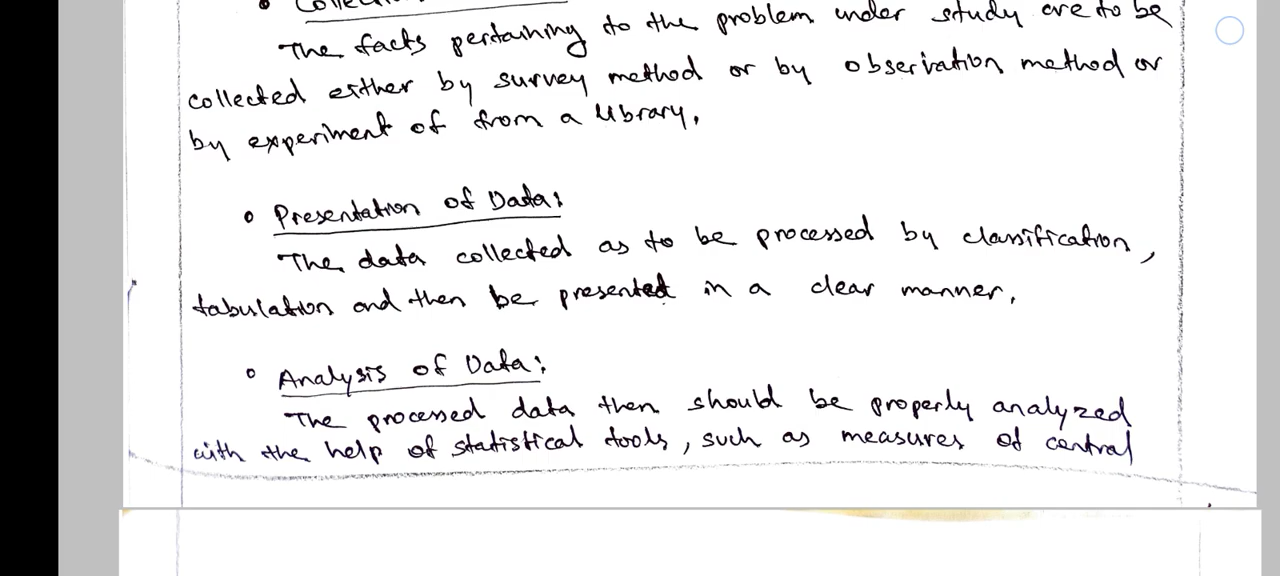 The facts pertaining to the problem under study are to be
collected either by survey method or by observation method or
by experiment of from a library.
• Presentation of Data:
The data collected as to be processed by classification,
tabulation and then be presented in a clear manner.
• Analysis of Data:
The processed data then should be properly analyzed
with the help of statistical tools, such as measures of central